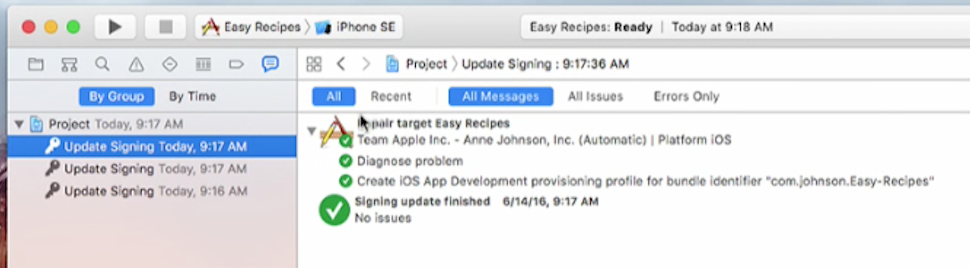 Easy Recipes 〉 iPhone SE
Easy Recipes: Ready | Today at 9:18 AM
Project 〉 Update Signing : 9:17:36 AM
By Group By Time
All Recent All Messages All Issues Errors Only
Project Today, 9:17 AM
Update Signing Today, 9:17 AM
Update Signing Today, 9:17 AM
Update Signing Today, 9:16 AM
pair target Easy Recipes
Team Apple Inc. - Anne Johnson, Inc. (Automatic) | Platform iOS
Diagnose problem
Create iOS App Development provisioning profile for bundle identifier "com.johnson.Easy-Recipes"
Signing update finished 6/14/16, 9:17 AM
No issues